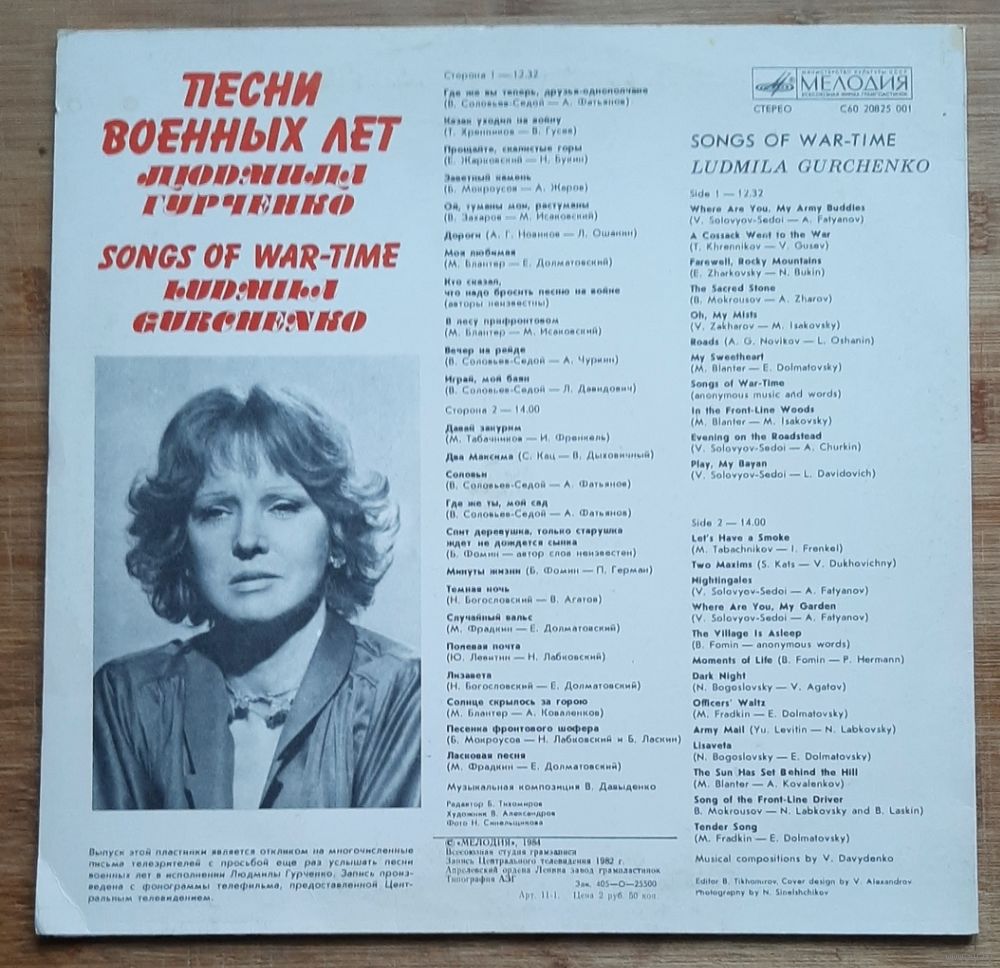 ПЕСНИ
ВОЕННЫХ ЛЕТ
ЛЮДМИЛА
ГУРЧЕНКО
SONGS OF WAR-TIME
LUDMILA
GURCHENKO
Выпуск этой пластинки является откликом на многочисленные
письма телезрителей с просьбой еще раз услышать песни
военных лет в исполнении Людмилы Гурченко. Запись произ-
ведена с фонограммы телефильма, предоставленной Цент-
ральным телевидением.
Сторона 1 — 12.32
Где же вы теперь, друзья-однополчане
(В. Соловьев-Седой — А. Фатьянов)
Казак уходил на войну
(Т. Хренников — В. Гусев)
Прощайте, скалистые горы
(Е. Жарковский — Н. Букин)
Заветный камень
(Б. Мокроусов — А. Жаров)
Ой, туманы мои, растуманы
(В. Захаров — М. Исаковский)
Дороги (А. Г. Новиков — Л. Ошанин)
Моя любимая
(М. Блантер — Е. Долматовский)
Кто сказал,
что надо бросить песню на войне
(авторы неизвестны)
В лесу прифронтовом
(М. Блантер — М. Исаковский)
Вечер на рейде
(В. Соловьев-Седой — А. Чуркин)
Играй, мой баян
(В. Соловьев-Седой — Л. Давидович)
Сторона 2 — 14.00
Давай закурим
(М. Табачников — И. Френкель)
Два Максима (С. Кац — В. Дыховичный)
Соловьи
(В. Соловьев-Седой — А. Фатьянов)
Где же ты, мой сад
(В. Соловьев-Седой — А. Фатьянов)
Спит деревушка, только старушка
ждет не дождется сынка
(Б. Фомин — автор слов неизвестен)
Минуты жизни (Б. Фомин — П. Герман)
Темная ночь
(Н. Богословский — В. Агатов)
Случайный вальс
(М. Фрадкин — Е. Долматовский)
Полевая почта
(Ю. Левитин — Н. Лабковский)
Лизавета
(Н. Богословский — Е. Долматовский)
Солнце скрылось за горою
(М. Блантер — А. Коваленков)
Песенка фронтового шофера
(Б. Мокроусов — Н. Лабковский и Б. Ласкин)
Ласковая песня
(М. Фрадкин — Е. Долматовский)
Музыкальная композиция В. Давыденко
Редактор Б. Тихомиров
Художник В. Александров
Фото Н. Синельщикова
© «МЕЛОДИЯ», 1984
Всесоюзная студия грамзаписи
Запись Центрального телевидения 1982 г.
Апрелевский ордена Ленина завод грампластинок
Типография АЗГ
Зак. 405—О—25500
Арт. 11-1. Цена 2 руб. 50 коп.
МИНИСТЕРСТВО КУЛЬТУРЫ СССР
МЕЛОДИЯ
ВСЕСОЮЗНАЯ ФИРМА ГРАМПЛАСТИНОК
СТЕРЕО С60 20825 001
SONGS OF WAR-TIME
LUDMILA GURCHENKO
Side 1 — 12.32
Where Are You, My Army Buddies
(V. Solovyov-Sedoi — A. Fatyanov)
A Cossack Went to the War
(T. Khrennikov — V. Gusev)
Farewell, Rocky Mountains
(E. Zharkovsky — N. Bukin)
The Sacred Stone
(B. Mokrousov — A. Zharov)
Oh, My Mists
(V. Zakharov — M. Isakovsky)
Roads (A. G. Novikov — L. Oshanin)
My Sweetheart
(M. Blanter — E. Dolmatovsky)
Songs of War-Time
(anonymous music and words)
In the Front-Line Woods
(M. Blanter — M. Isakovsky)
Evening on the Roadstead
(V. Solovyov-Sedoi — A. Churkin)
Play, My Bayan
(V. Solovyov-Sedoi — L. Davidovich)
Side 2 — 14.00
Let's Have a Smoke
(M. Tabachnikov — I. Frenkel)
Two Maxims (S. Kats — V. Dukhovichny)
Nightingales
(V. Solovyov-Sedoi — A. Fatyanov)
Where Are You, My Garden
(V. Solovyov-Sedoi — A. Fatyanov)
The Village Is Asleep
(B. Fomin — anonymous words)
Moments of Life (B. Fomin — P. Hermann)
Dark Night
(N. Bogoslovsky — V. Agatov)
Officers' Waltz
(M. Fradkin — E. Dolmatovsky)
Army Mail (Yu. Levitin — N. Labkovsky)
Lisaveta
(N. Bogoslovsky — E. Dolmatovsky)
The Sun Has Set Behind the Hill
(M. Blanter — A. Kovalenkov)
Song of the Front-Line Driver
B. Mokrousov — N. Labkovsky and B. Laskin)
Tender Song
(M. Fradkin — E. Dolmatovsky)
Musical compositions by V. Davydenko
Editor B. Tikhomirov, Cover design by V. Alexandrov
Photography by N. Sinelshchikov